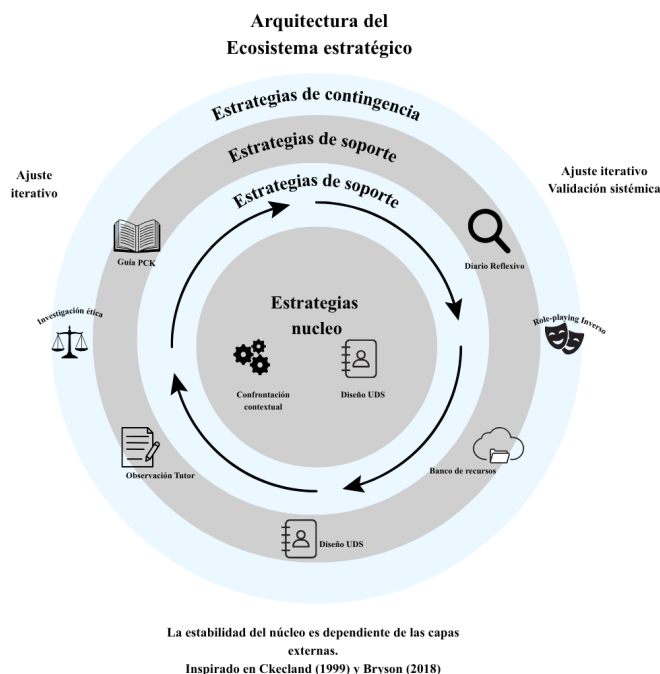 Arquitectura del
Ecosistema estratégico
Estrategias de contingencia
Estrategias de soporte
Estrategias de soporte
Ajuste
iterativo
Ajuste iterativo
Validación sistémica
Guía PCK
Diario Reflexivo
Investigación ética
Role-playing Inverso
Estrategias
nucleo
Confrontación
contextual
Diseño UDS
Observación Tutor
Banco de recursos
Diseño UDS
La estabilidad del núcleo es dependiente de las capas
externas.
Inspirado en Ckecland (1999) y Bryson (2018)